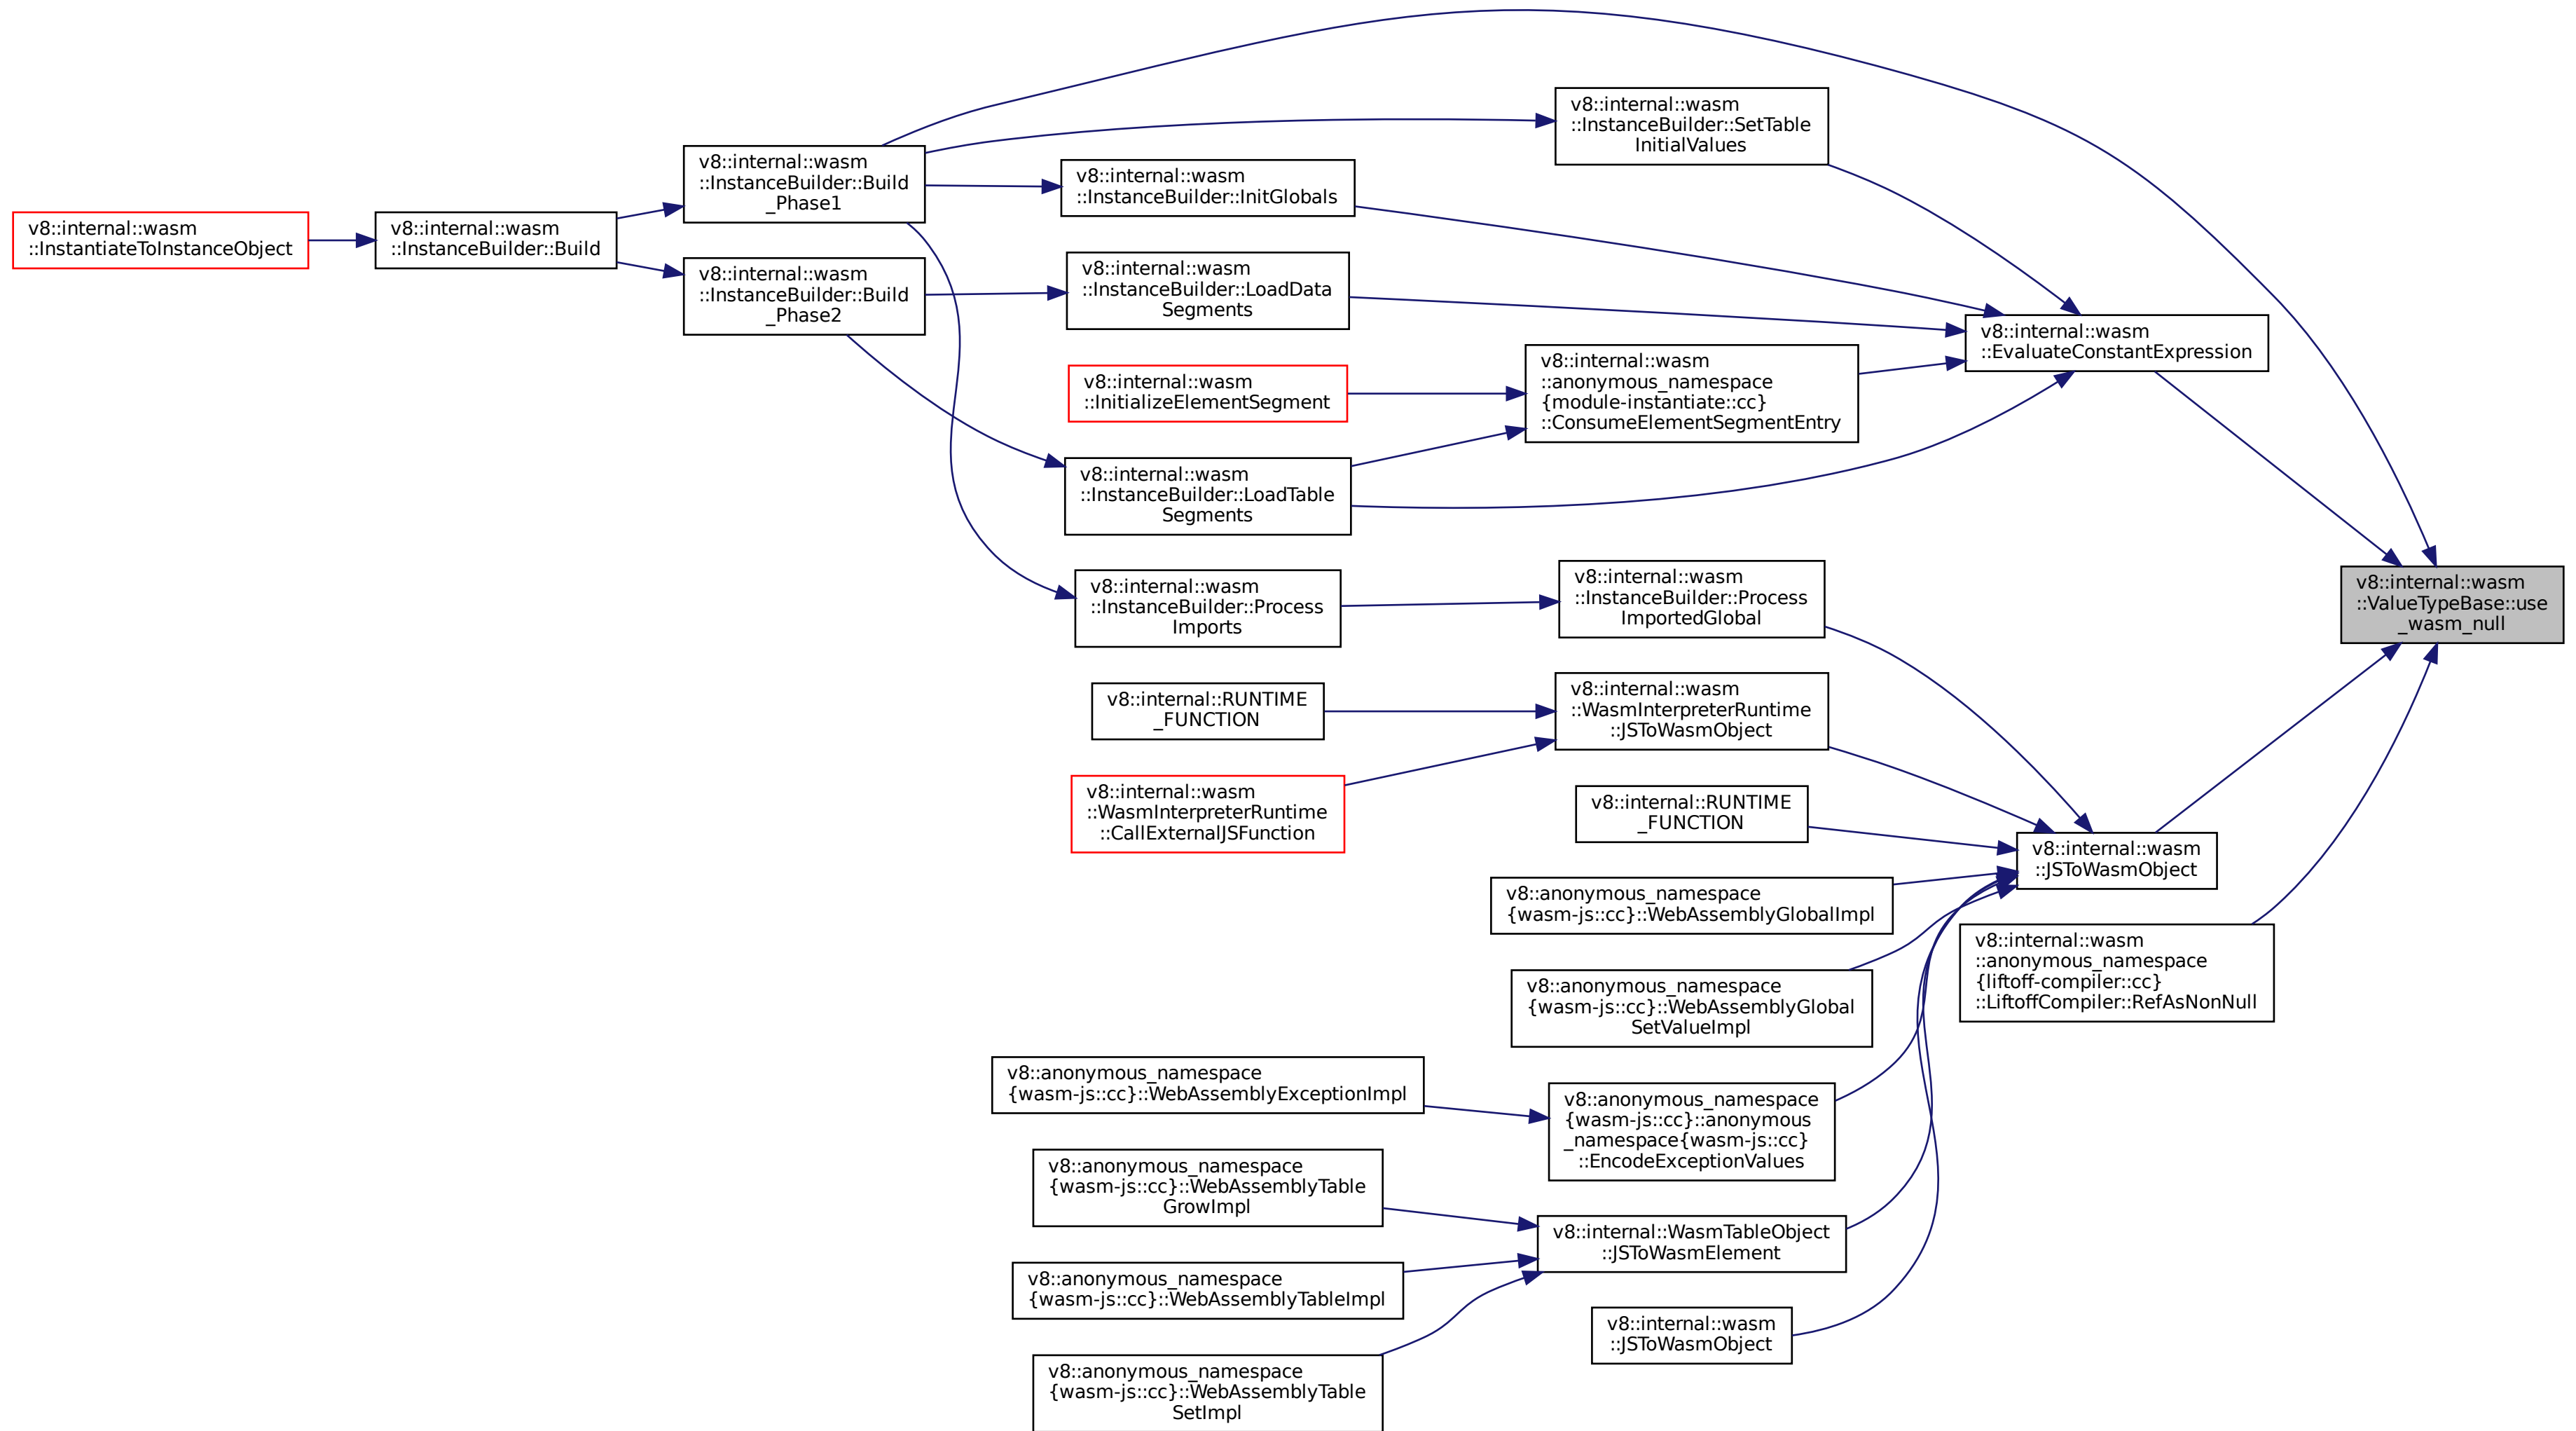 v8::internal::wasm
::InstantiateToInstanceObject
v8::internal::wasm
::InstanceBuilder::Build
v8::internal::wasm
::InstanceBuilder::Build
_Phase1
v8::internal::wasm
::InstanceBuilder::Build
_Phase2
v8::internal::wasm
::InstanceBuilder::SetTable
InitialValues
v8::internal::wasm
::InstanceBuilder::InitGlobals
v8::internal::wasm
::InstanceBuilder::LoadData
Segments
v8::internal::wasm
::InitializeElementSegment
v8::internal::wasm
::InstanceBuilder::LoadTable
Segments
v8::internal::wasm
::anonymous_namespace
{module-instantiate::cc}
::ConsumeElementSegmentEntry
v8::internal::wasm
::EvaluateConstantExpression
v8::internal::wasm
::InstanceBuilder::Process
Imports
v8::internal::wasm
::InstanceBuilder::Process
ImportedGlobal
v8::internal::wasm
::ValueTypeBase::use
_wasm_null
v8::internal::RUNTIME
_FUNCTION
v8::internal::wasm
::WasmInterpreterRuntime
::JSToWasmObject
v8::internal::wasm
::WasmInterpreterRuntime
::CallExternalJSFunction
v8::internal::RUNTIME
_FUNCTION
v8::internal::wasm
::JSToWasmObject
v8::anonymous_namespace
{wasm-js::cc}::WebAssemblyGlobalImpl
v8::internal::wasm
::anonymous_namespace
{liftoff-compiler::cc}
::LiftoffCompiler::RefAsNonNull
v8::anonymous_namespace
{wasm-js::cc}::WebAssemblyGlobal
SetValueImpl
v8::anonymous_namespace
{wasm-js::cc}::WebAssemblyExceptionImpl
v8::anonymous_namespace
{wasm-js::cc}::anonymous
_namespace{wasm-js::cc}
::EncodeExceptionValues
v8::anonymous_namespace
{wasm-js::cc}::WebAssemblyTable
GrowImpl
v8::internal::WasmTableObject
::JSToWasmElement
v8::anonymous_namespace
{wasm-js::cc}::WebAssemblyTableImpl
v8::internal::wasm
::JSToWasmObject
v8::anonymous_namespace
{wasm-js::cc}::WebAssemblyTable
SetImpl